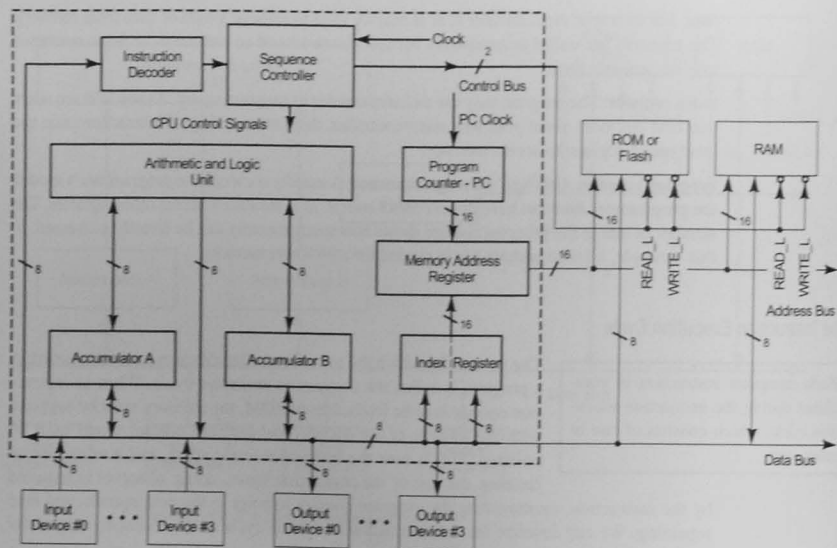 Clock
Instruction
Decoder
Sequence
Controller
2
Control Bus
CPU Control Signals
PC Clock
Arithmetic and Logic
Unit
Program
Counter - PC
ROM or
Flash
RAM
16
16
16
8
8
8
8
Memory Address
Register
16
READ_L
WRITE_L
READ_L
WRITE_L
Address Bus
16
8
8
Accumulator A
Accumulator B
Index Register
8
8
8
8
8
Data Bus
8
8
8
8
Input
Device #0
• • •
Input
Device #3
Output
Device #0
• • •
Output
Device #3